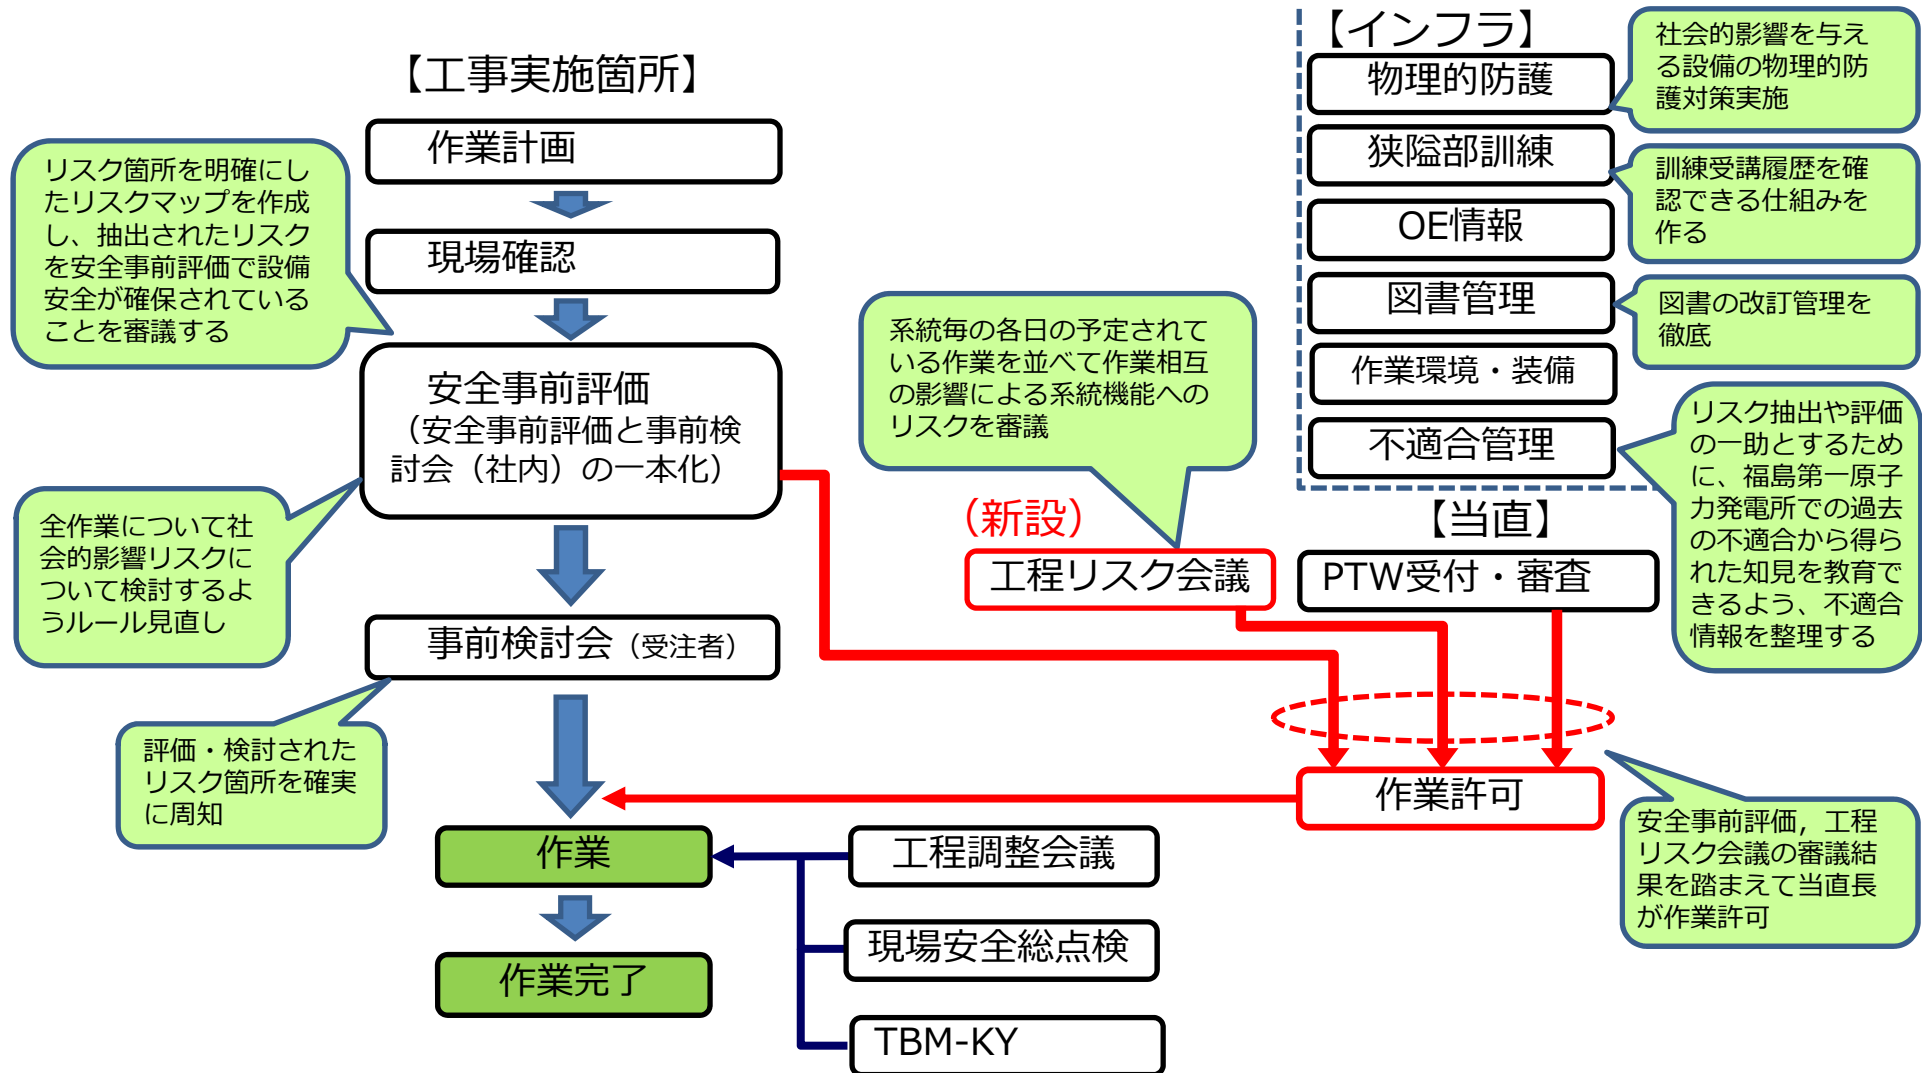 【工事実施箇所】
作業計画
現場確認
リスク箇所を明確にし
たリスクマップを作成
し、抽出されたリスク
を安全事前評価で設備
安全が確保されている
ことを審議する
安全事前評価
（安全事前評価と事前検
討会（社内）の一本化）
全作業について社
会的影響リスクに
ついて検討するよ
うルール見直し
事前検討会（受注者）
評価・検討された
リスク箇所を確実
に周知
作業
作業完了
工程調整会議
現場安全総点検
TBM-KY
系統毎の各日の予定されて
いる作業を並べて作業相互
の影響による系統機能への
リスクを審議
（新設）
工程リスク会議
【インフラ】
物理的防護
狭隘部訓練
OE情報
図書管理
作業環境・装備
不適合管理
社会的影響を与え
る設備の物理的防
護対策実施
訓練受講履歴を確
認できる仕組みを
作る
図書の改訂管理を
徹底
リスク抽出や評価
の一助とするため
に、福島第一原子
力発電所での過去
の不適合から得ら
れた知見を教育で
きるよう、不適合
情報を整理する
【当直】
PTW受付・審査
作業許可
安全事前評価，工程
リスク会議の審議結
果を踏まえて当直長
が作業許可